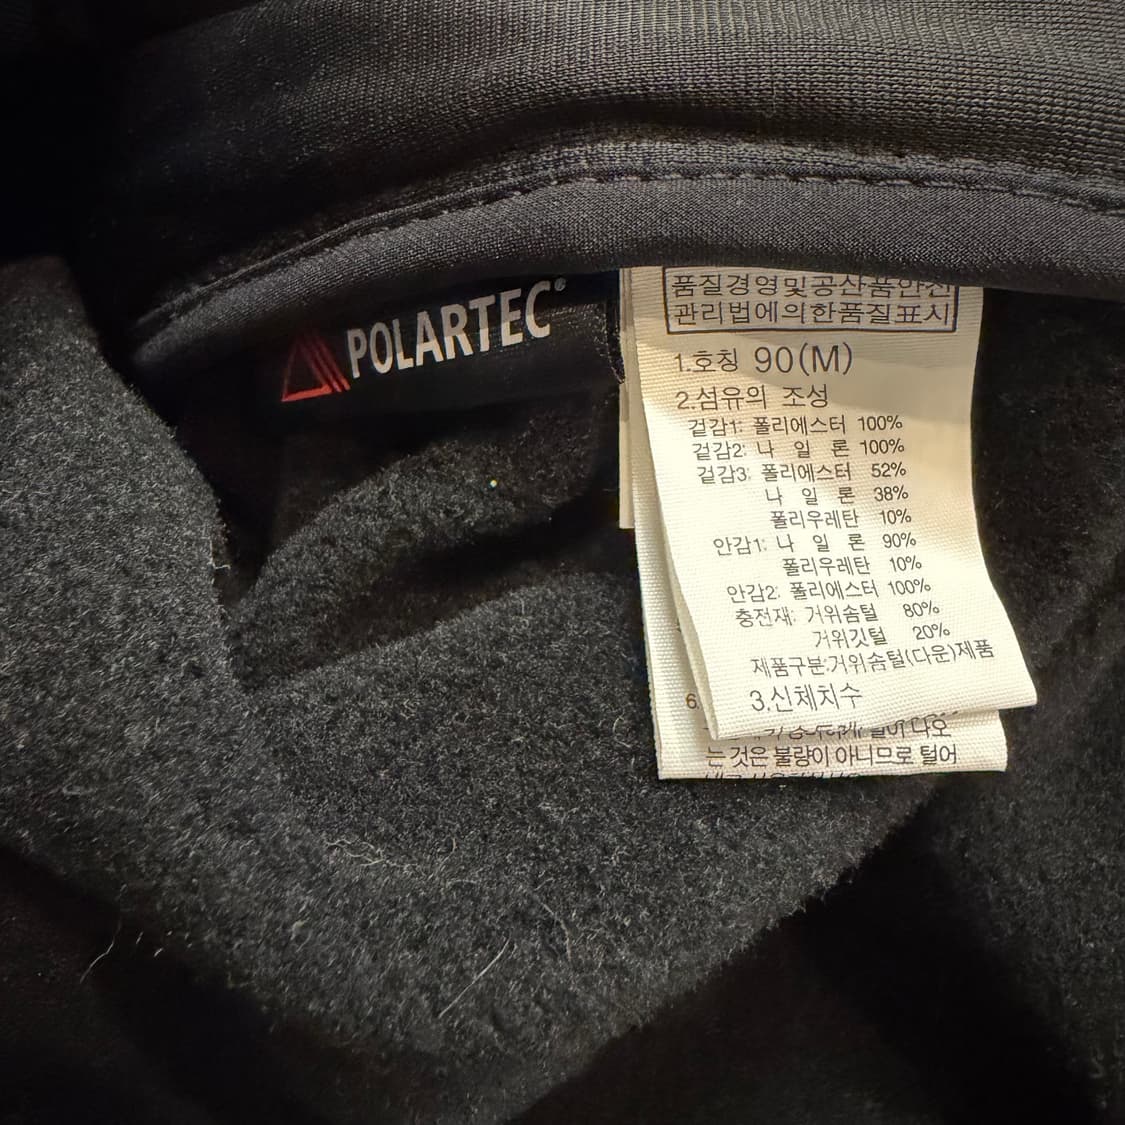 POLARTEC®
품질경영및공산품안전
관리법에의한품질표시
1.호칭 90(M)
2.섬유의 조성
겉감1: 폴리에스터 100%
겉감2: 나 일 론 100%
겉감3: 폴리에스터 52%
나 일 론 38%
폴리우레탄 10%
안감1: 나 일 론 90%
폴리우레탄 10%
안감2: 폴리에스터 100%
충전재: 거위솜털 80%
거위깃털 20%
제품구분:거위솜털(다운)제품
3.신체치수
6.
털이 나오
는것은 불량이 아니므로 털어